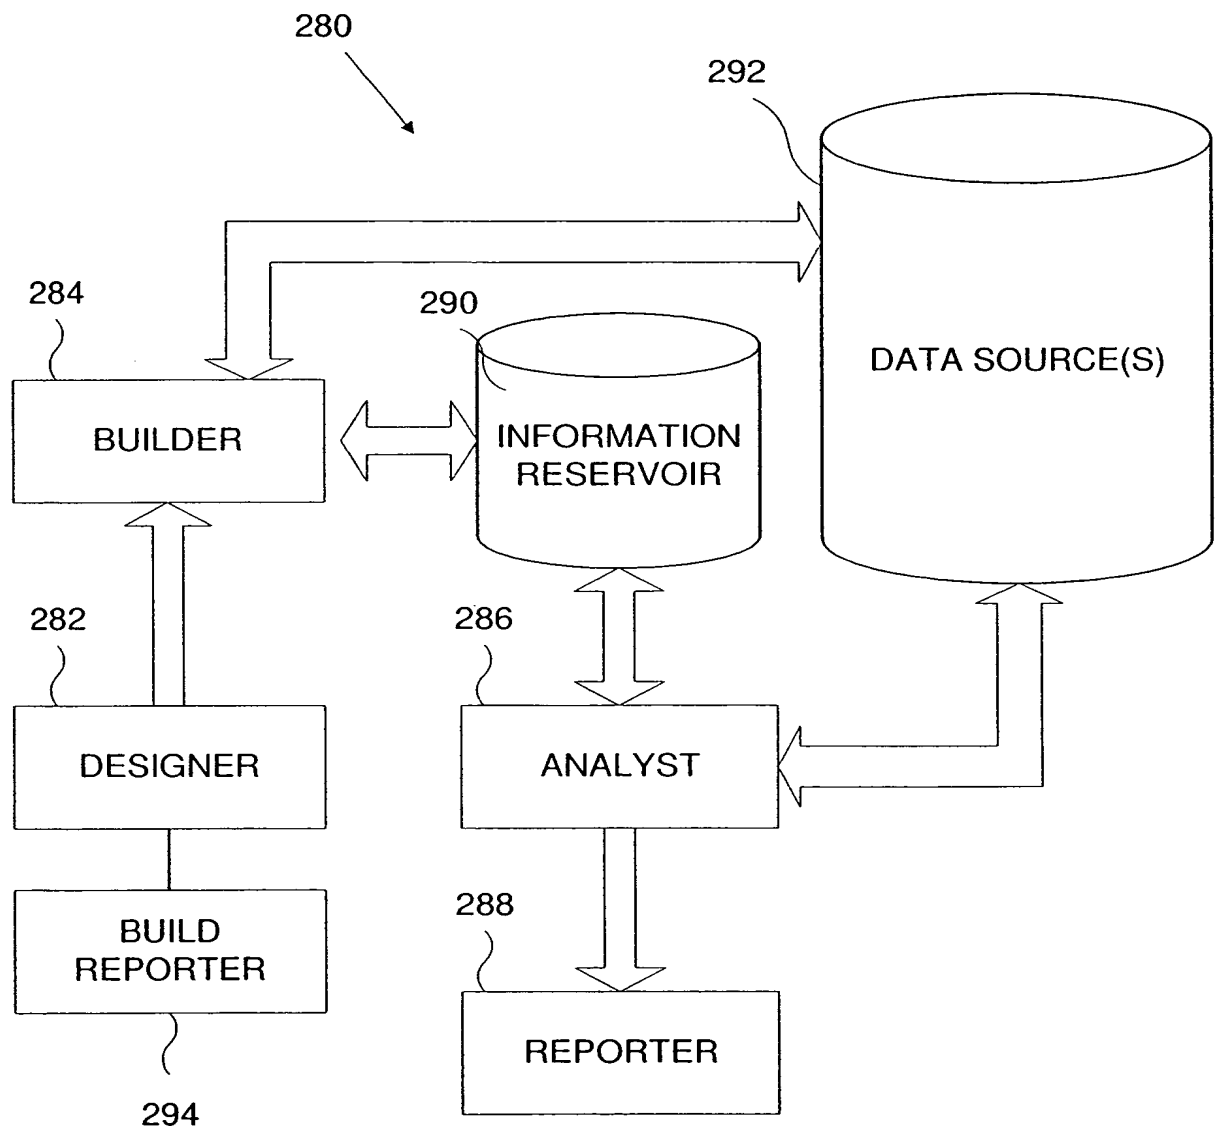 280
292
284
290
DATA SOURCE(S)
BUILDER
INFORMATION
RESERVOIR
282
286
DESIGNER
ANALYST
288
BUILD
REPORTER
REPORTER
294